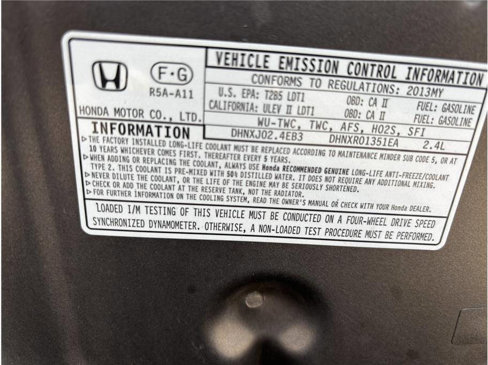 F·G
R5A-A11
HONDA MOTOR CO., LTD.
VEHICLE EMISSION CONTROL INFORMATION
CONFORMS TO REGULATIONS: 2013MY
U.S. EPA: T2B5 LDT1 OBD: CA II FUEL: GASOLINE
CALIFORNIA: ULEV II LDT1 OBD: CA II FUEL: GASOLINE
WU-TWC, TWC, AFS, HO2S, SFI
DHNXJ02.4EB3 DHNXR0135IEA 2.4L
INFORMATION
▷THE FACTORY INSTALLED LONG-LIFE COOLANT MUST BE REPLACED ACCORDING TO MAINTENANCE MINDER SUB CODE 5, OR AT
10 YEARS WHICHEVER COMES FIRST, THEREAFTER EVERY 5 YEARS.
▷WHEN ADDING OR REPLACING THE COOLANT, ALWAYS USE Honda RECOMMENDED GENUINE LONG-LIFE ANTI-FREEZE/COOLANT
TYPE 2. THIS COOLANT IS PRE-MIXED WITH 50% DISTILLED WATER AND DOES NOT REQUIRE ANY ADDITIONAL MIXING.
▷NEVER DILUTE THE COOLANT, OR THE LIFE OF THE ENGINE MAY BE SERIOUSLY SHORTENED.
▷ADD AND CHECK THE COOLANT AT THE RESERVE TANK, NOT THE RADIATOR.
▷FOR FURTHER INFORMATION ON COOLING SYSTEM, READ THE OWNER'S MANUAL OR CHECK WITH YOUR Honda DEALER.
LOADED I/M TESTING OF THIS VEHICLE MUST BE CONDUCTED ON A FOUR-WHEEL DRIVE SPEED
SYNCHRONIZED DYNAMOMETER. OTHERWISE, A NON-LOADED TEST PROCEDURE MUST BE PERFORMED.